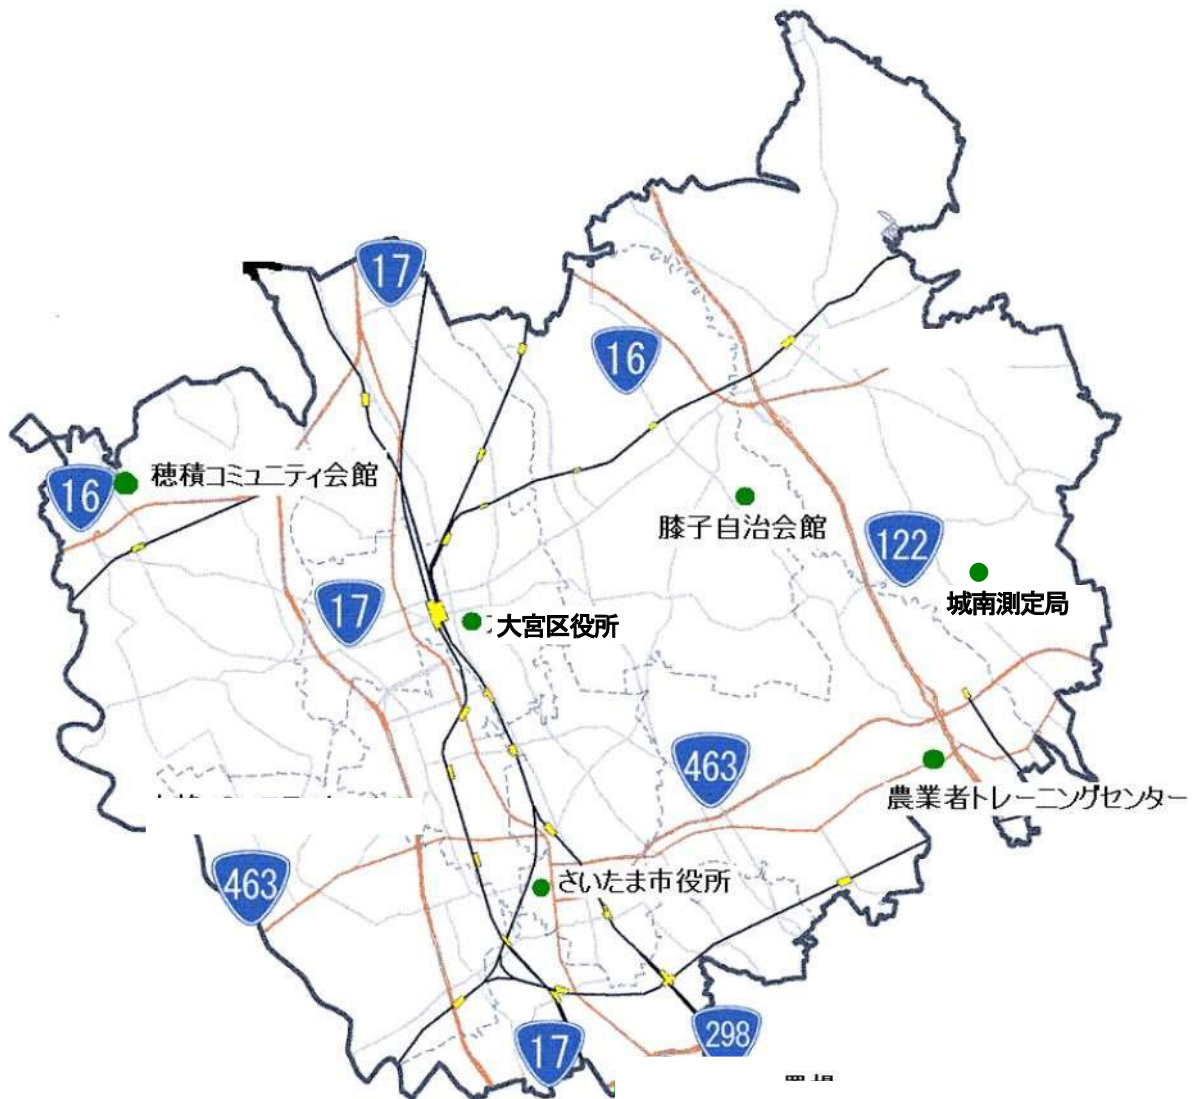 17
16
穂積コミュニティ会館
16
膝子自治会館
122
17
城南測定局
大宮区役所
463
農業者トレーニングセンター
463
さいたま市役所
17
298